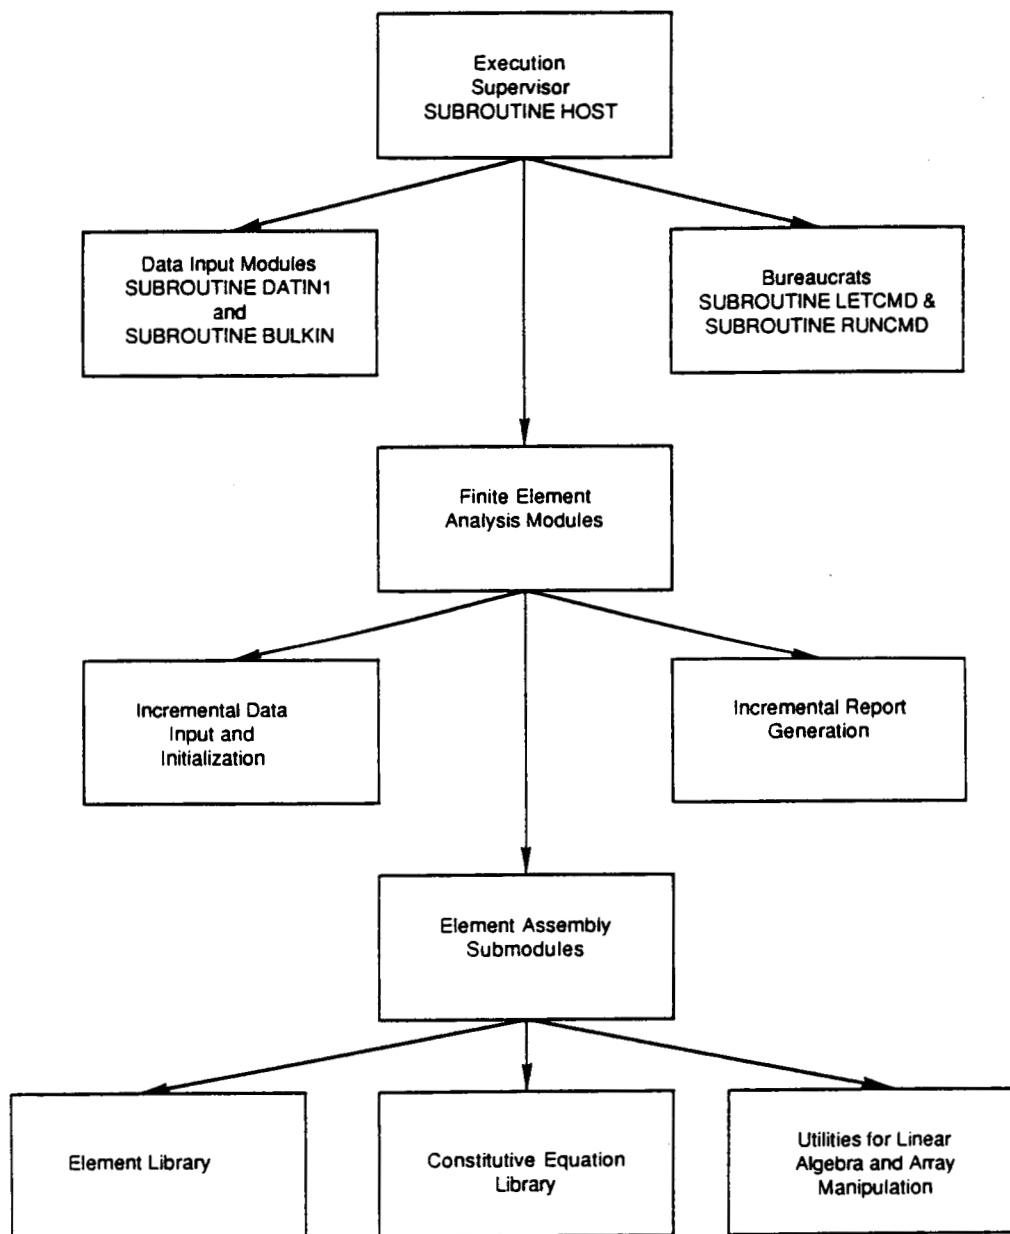 Execution
Supervisor
SUBROUTINE HOST
Data Input Modules
SUBROUTINE DATIN1
and
SUBROUTINE BULKIN
Bureaucrats
SUBROUTINE LETCMD &
SUBROUTINE RUNCMD
Finite Element
Analysis Modules
Incremental Data
Input and
Initialization
Incremental Report
Generation
Element Assembly
Submodules
Element Library
Constitutive Equation
Library
Utilities for Linear
Algebra and Array
Manipulation